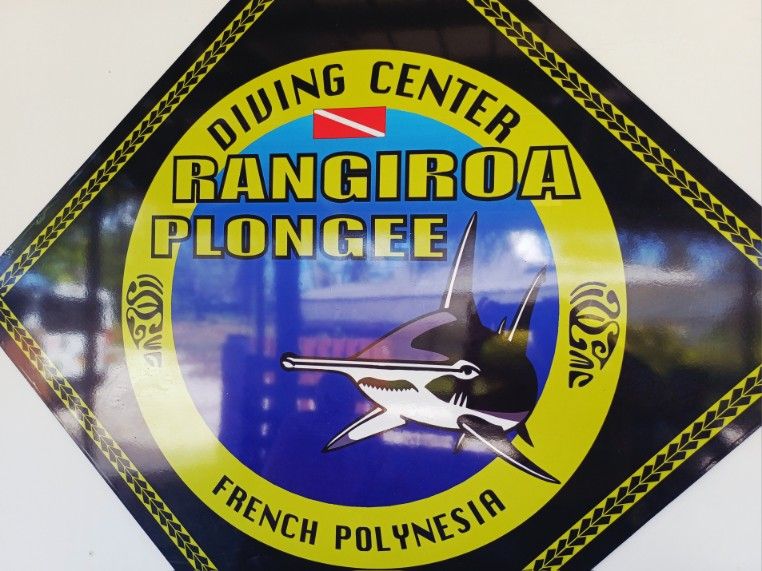 DIVING CENTER
RANGIROA
PLONGEE
FRENCH POLYNESIA